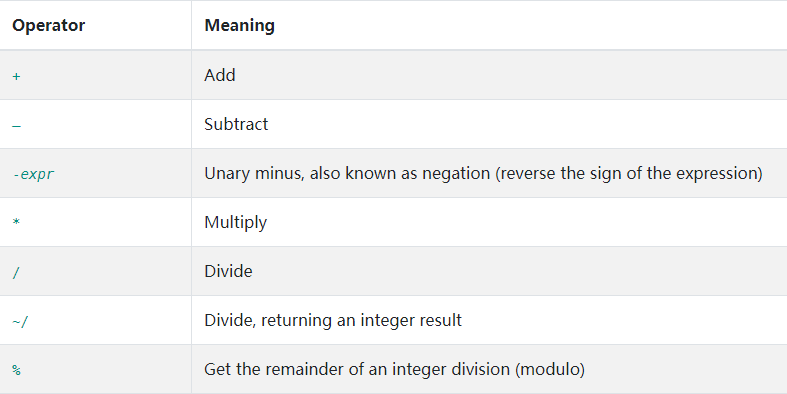 Operator Meaning
+ Add
– Subtract
-expr Unary minus, also known as negation (reverse the sign of the expression)
* Multiply
/ Divide
~/ Divide, returning an integer result
% Get the remainder of an integer division (modulo)